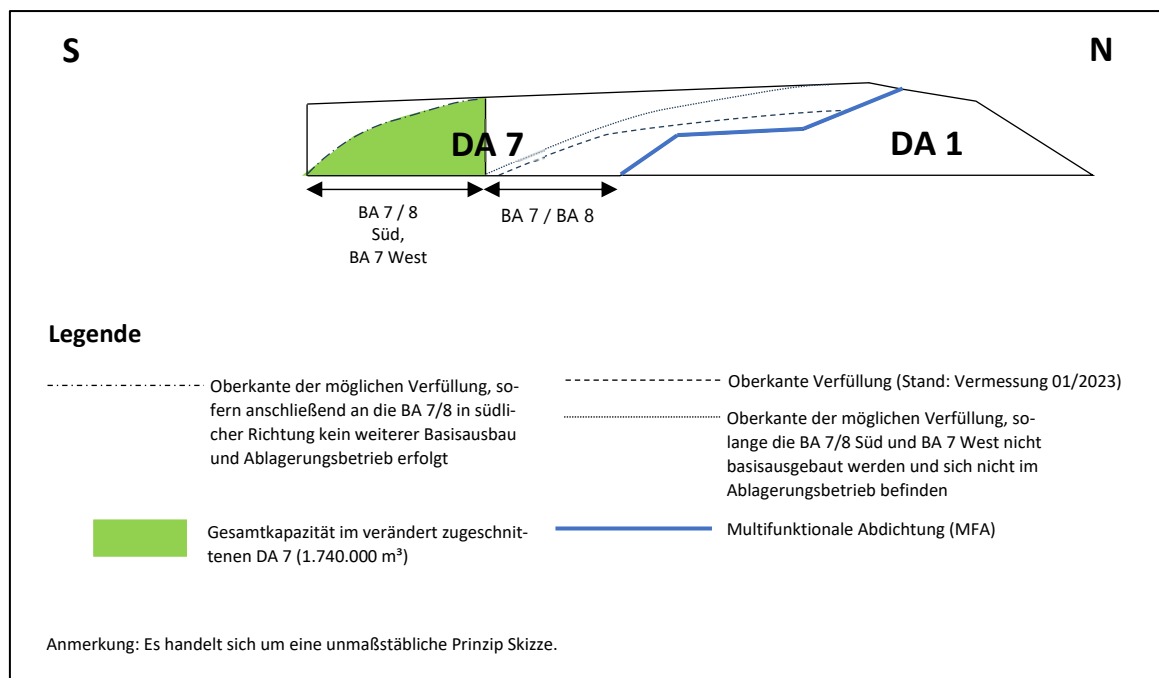 S
N
DA 7
DA 1
BA 7 / 8
Süd,
BA 7 West
BA 7 / BA 8
Legende
Oberkante der möglichen Verfüllung, so-
fern anschließend an die BA 7/8 in südli-
cher Richtung kein weiterer Basisausbau
und Ablagerungsbetrieb erfolgt
Oberkante Verfüllung (Stand: Vermessung 01/2023)
Oberkante der möglichen Verfüllung, so-
lange die BA 7/8 Süd und BA 7 West nicht
basisausgebaut werden und sich nicht im
Ablagerungsbetrieb befinden
Gesamtkapazität im verändert zugeschnit-
tenen DA 7 (1.740.000 m³)
Multifunktionale Abdichtung (MFA)
Anmerkung: Es handelt sich um eine unmaßstäbliche Prinzip Skizze.